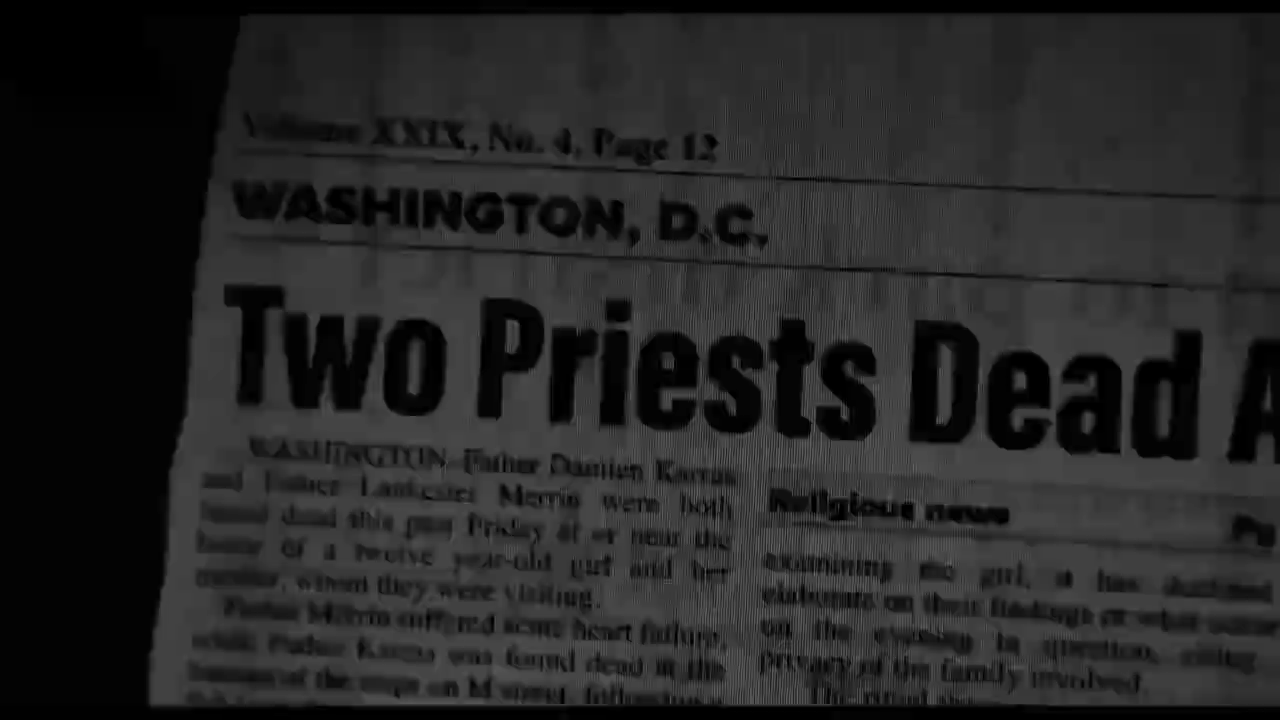 Volume XXIX, No. 4, Page 12
WASHINGTON, D.C.
Two Priests Dead A
WASHINGTON–Father Damien Karras
and Father Lankester Merrin were both
found dead this past Friday at or near the
home of a twelve year-old girl and her
mother, whom they were visiting.
Father Merrin suffered acute heart failure,
while Father Karras was found dead at the
bottom of the steps on M street, following a
Religious news
examining the girl, it has declined
elaborate on their findings or what
on the evening in question, citing
privacy of the family involved.
The